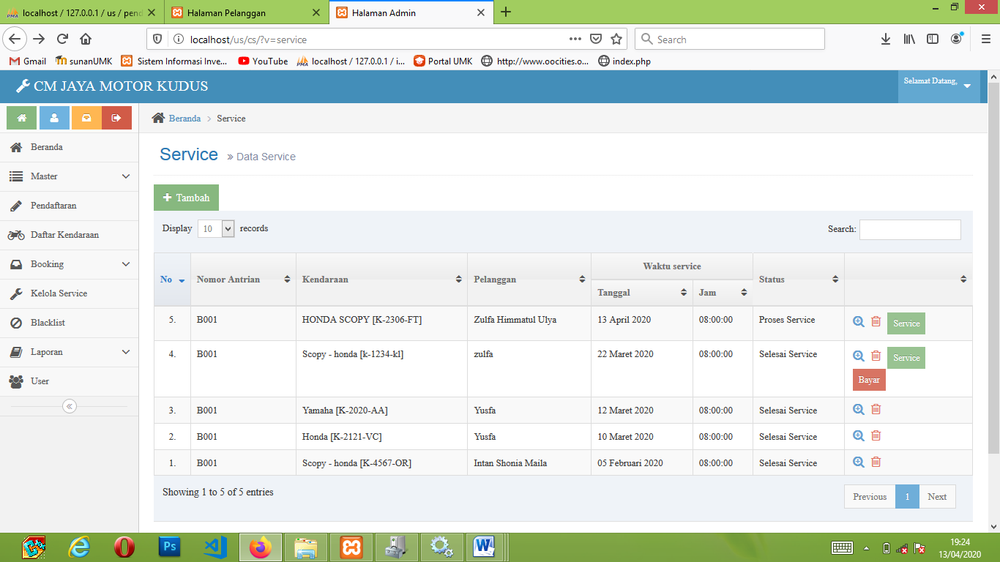 localhost / 127.0.0.1 / us / pend
Halaman Pelanggan
Halaman Admin
localhost/us/cs/?v=service
Search
Gmail
sunanUMK
Sistem Informasi Inve...
YouTube
localhost / 127.0.0.1 / i...
Portal UMK
http://www.oocities.o...
index.php
CM JAYA MOTOR KUDUS
Selamat Datang,
Beranda > Service
Beranda
Master
Pendaftaran
Daftar Kendaraan
Booking
Kelola Service
Blacklist
Laporan
User
Service » Data Service
+ Tambah
Display 10 records
Search:
No Nomor Antrian Kendaraan Pelanggan Waktu service Status
Tanggal Jam
5. B001 HONDA SCOPY [K-2306-FT] Zulfa Himmatul Ulya 13 April 2020 08:00:00 Proses Service Service
4. B001 Scopy - honda [k-1234-kl] zulfa 22 Maret 2020 08:00:00 Selesai Service Service
Bayar
3. B001 Yamaha [K-2020-AA] Yusfa 12 Maret 2020 08:00:00 Selesai Service
2. B001 Honda [K-2121-VC] Yusfa 10 Maret 2020 08:00:00 Selesai Service
1. B001 Scopy - honda [K-4567-OR] Intan Shonia Maila 05 Februari 2020 08:00:00 Selesai Service
Showing 1 to 5 of 5 entries
Previous 1 Next
Ps
19:24
13/04/2020